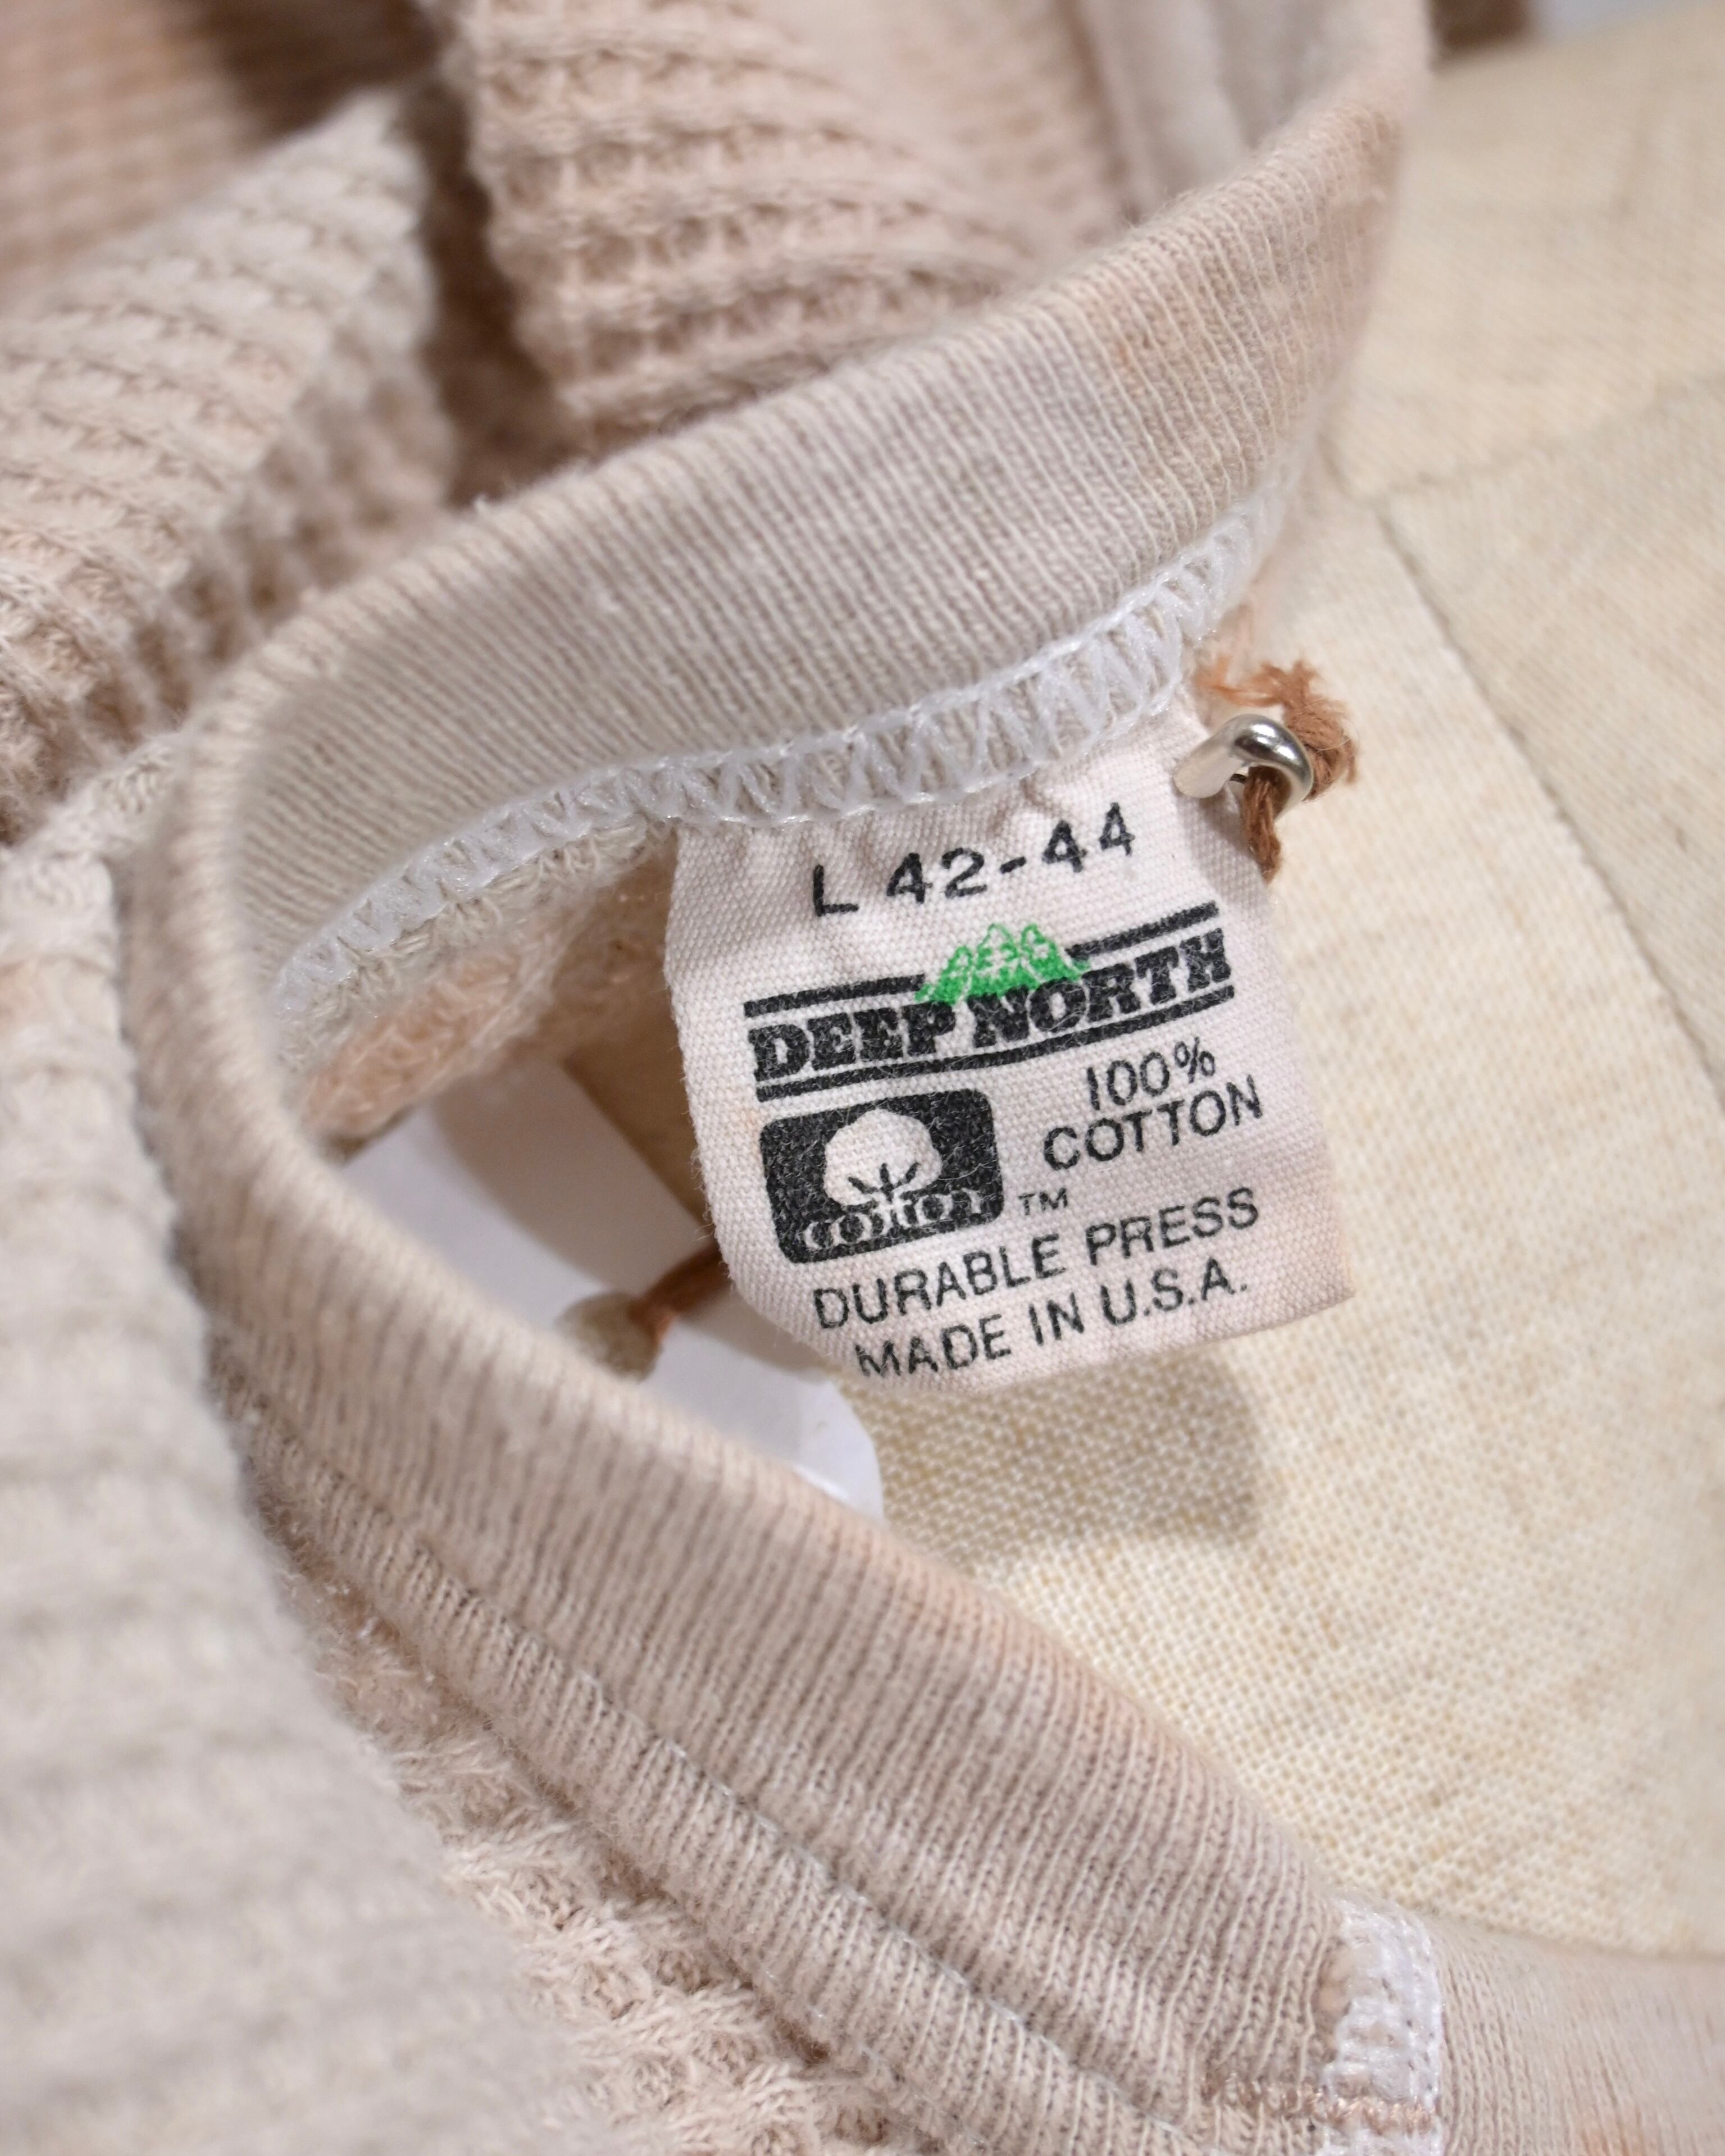 L 42-44
DEEP NORTH
100%
COTTON
cotton TM
DURABLE PRESS
MADE IN U.S.A.